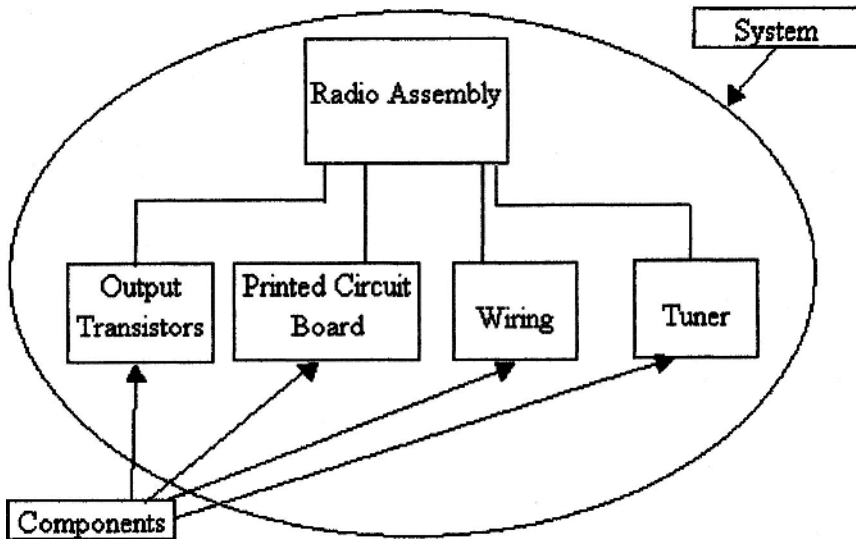 System
Radio Assembly
Output
Transistors
Printed Circuit
Board
Wiring
Tuner
Components